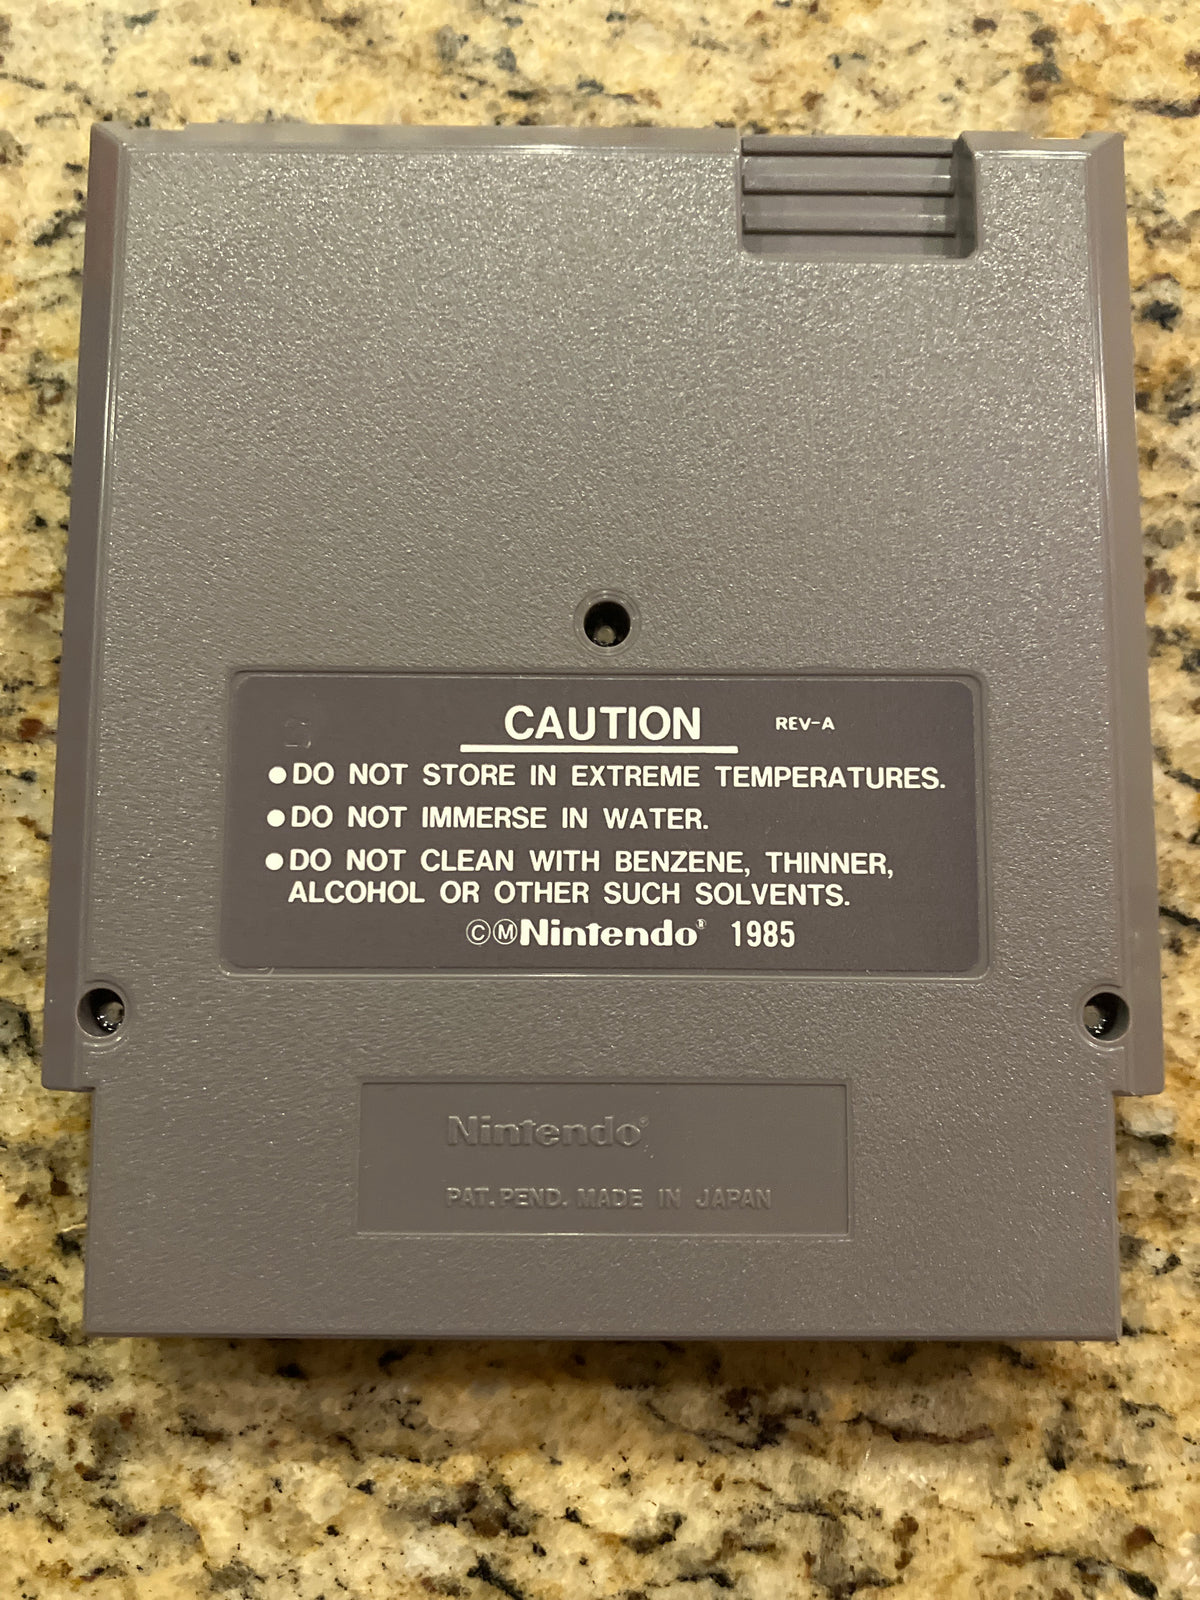 CAUTION REV-A
●DO NOT STORE IN EXTREME TEMPERATURES.
●DO NOT IMMERSE IN WATER.
●DO NOT CLEAN WITH BENZENE, THINNER,
ALCOHOL OR OTHER SUCH SOLVENTS.
ⒸⓂNintendo® 1985
Nintendo®
PAT. PEND. MADE IN JAPAN